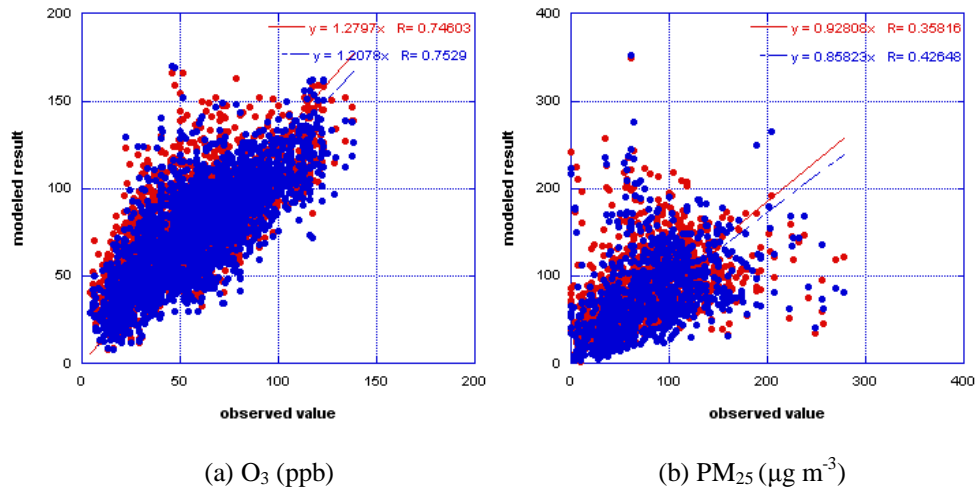 200
150
100
50
0
0 50 100 150 200
modeled result
observed value
y = 1.2797x R= 0.74603
y = 1.2078x R= 0.7529
(a) O3 (ppb)
400
300
200
100
0
0 100 200 300 400
modeled result
observed value
y = 0.92808x R= 0.35816
y = 0.85823x R= 0.42648
(b) PM25 (μg m-3)